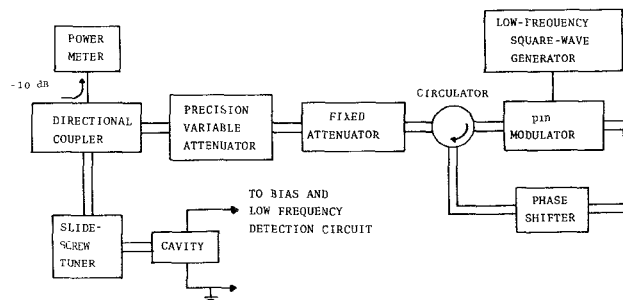 POWER
METER
-10 dB
DIRECTIONAL
COUPLER
PRECISION
VARIABLE
ATTENUATOR
FIXED
ATTENUATOR
CIRCULATOR
LOW-FREQUENCY
SQUARE-WAVE
GENERATOR
pin
MODULATOR
PHASE
SHIFTER
SLIDE-
SCREW
TUNER
CAVITY
TO BIAS AND
LOW FREQUENCY
DETECTION CIRCUIT